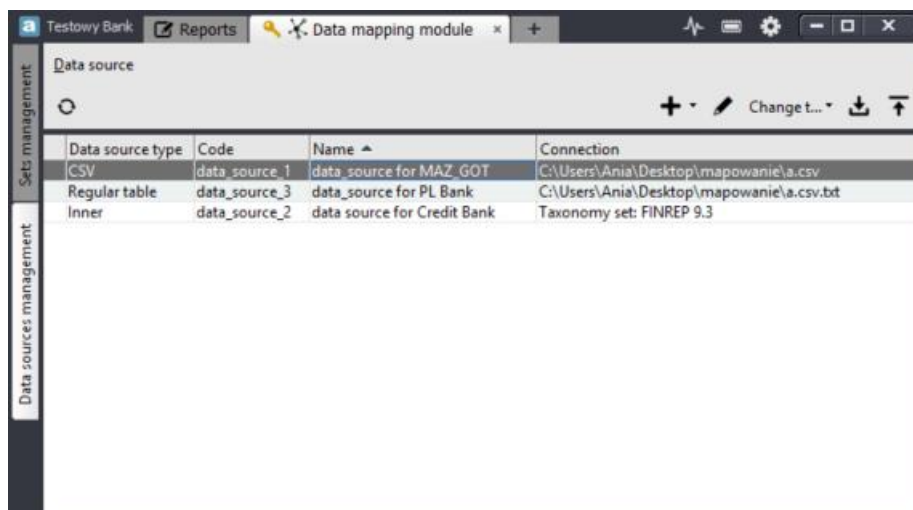 a Testowy Bank Reports Data mapping module × +
Sets management
Data sources management
Data source
Change t...
Data source type Code Name Connection
CSV data_source_1 data_source for MAZ_GOT C:\Users\Ania\Desktop\mapowanie\a.csv
Regular table data_source_3 data_source for PL Bank C:\Users\Ania\Desktop\mapowanie\a.csv.txt
Inner data_source_2 data source for Credit Bank Taxonomy set: FINREP 9.3